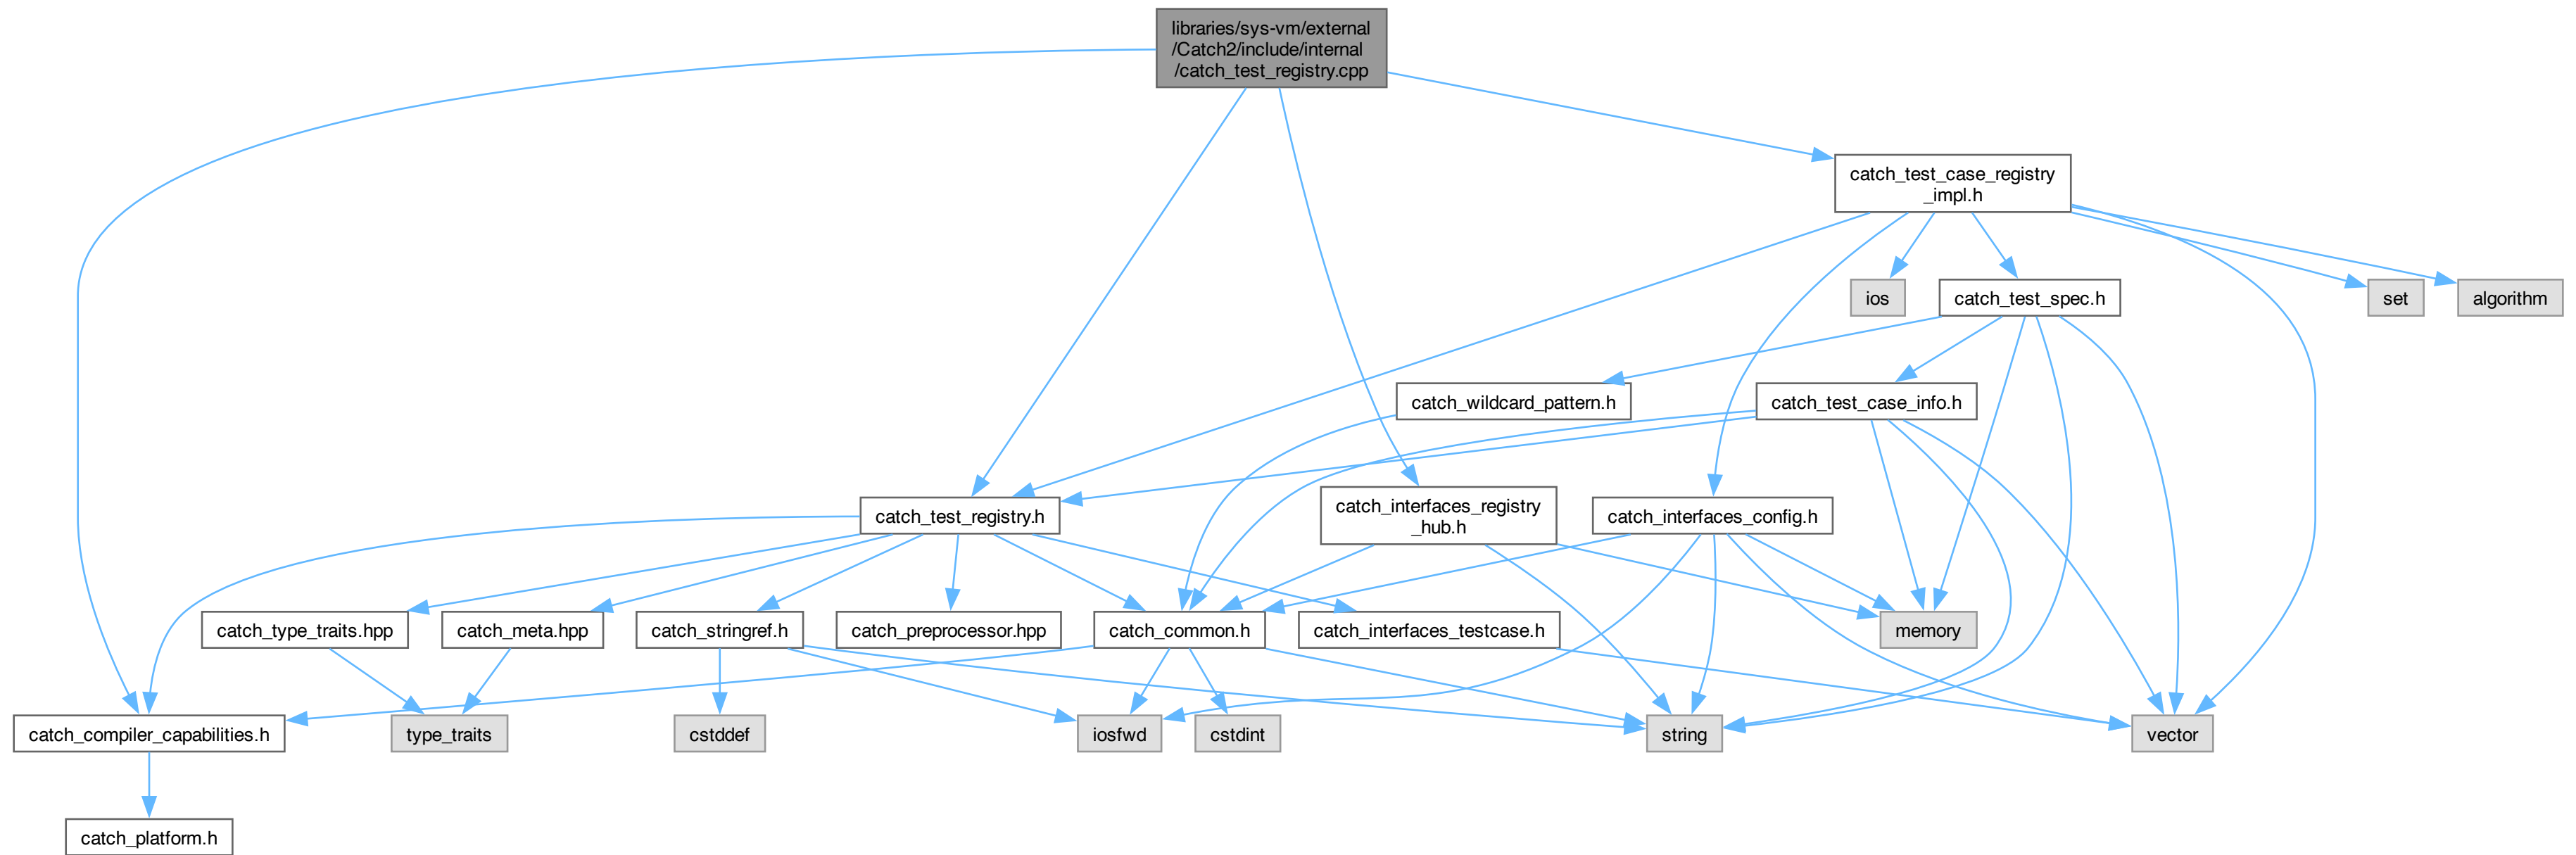 libraries/sys-vm/external
/Catch2/include/internal
/catch_test_registry.cpp
catch_test_case_registry
_impl.h
ios
catch_test_spec.h
set
algorithm
catch_wildcard_pattern.h
catch_test_case_info.h
catch_test_registry.h
catch_interfaces_registry
_hub.h
catch_interfaces_config.h
catch_type_traits.hpp
catch_meta.hpp
catch_stringref.h
catch_preprocessor.hpp
catch_common.h
catch_interfaces_testcase.h
memory
catch_compiler_capabilities.h
type_traits
cstddef
iosfwd
cstdint
string
vector
catch_platform.h